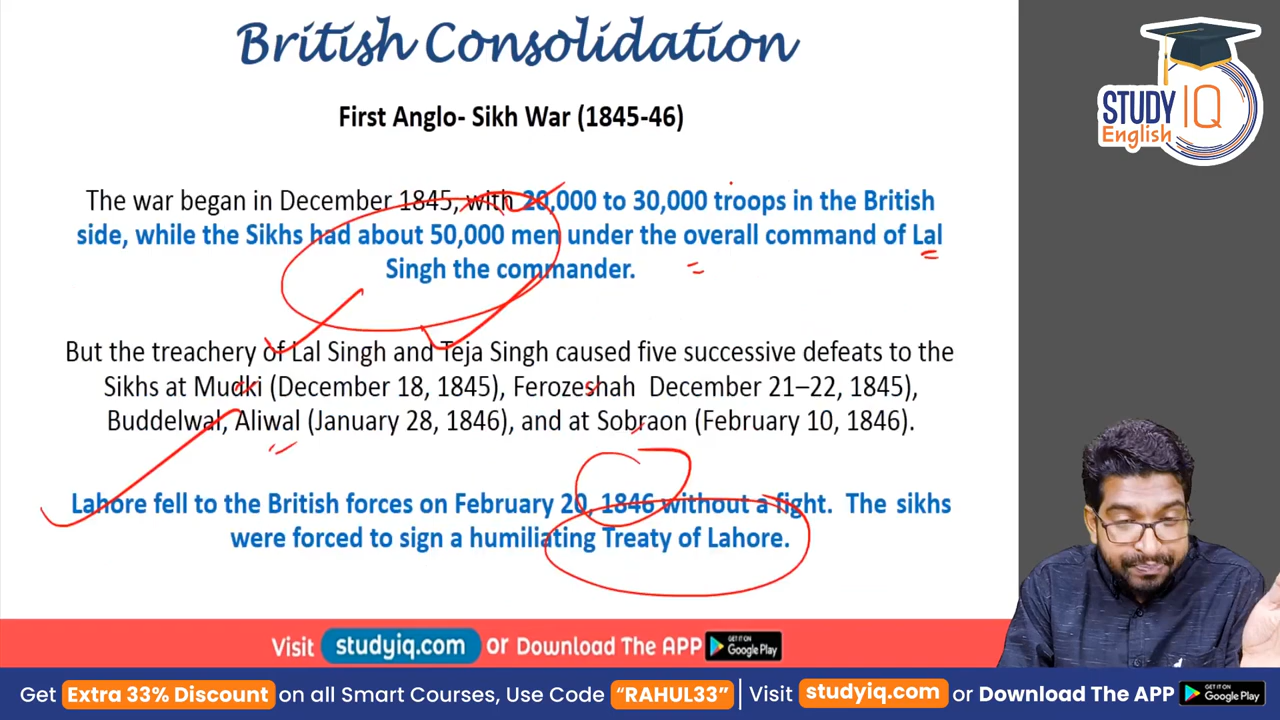 British Consolidation
First Anglo- Sikh War (1845-46)
The war began in December 1845, with 20,000 to 30,000 troops in the British
side, while the Sikhs had about 50,000 men under the overall command of Lal
Singh the commander.
But the treachery of Lal Singh and Teja Singh caused five successive defeats to the
Sikhs at Mudki (December 18, 1845), Ferozeshah December 21–22, 1845),
Buddelwal, Aliwal (January 28, 1846), and at Sobraon (February 10, 1846).
Lahore fell to the British forces on February 20, 1846 without a fight. The sikhs
were forced to sign a humiliating Treaty of Lahore.
STUDY IQ
English
Visit studyiq.com or Download The APP GET IT ON Google Play
Get Extra 33% Discount on all Smart Courses, Use Code “RAHUL33” | Visit studyiq.com or Download The APP GET IT ON Google Play